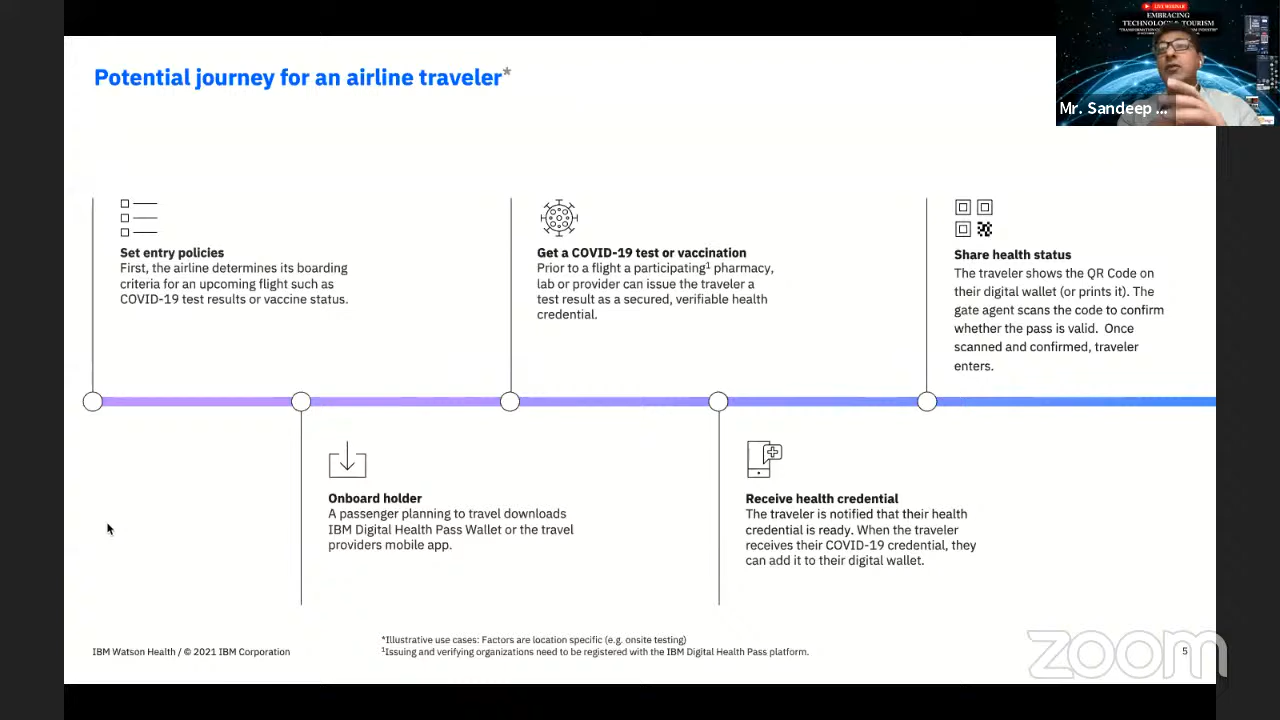 Potential journey for an airline traveler*
LIVE WEBINAR
EMBRACING
TECHNOLOGY & TOURISM
Mr. Sandeep ...
Set entry policies
First, the airline determines its boarding
criteria for an upcoming flight such as
COVID-19 test results or vaccine status.
Get a COVID-19 test or vaccination
Prior to a flight a participating¹ pharmacy,
lab or provider can issue the traveler a
test result as a secured, verifiable health
credential.
Share health status
The traveler shows the QR Code on
their digital wallet (or prints it). The
gate agent scans the code to confirm
whether the pass is valid. Once
scanned and confirmed, traveler
enters.
Onboard holder
A passenger planning to travel downloads
IBM Digital Health Pass Wallet or the travel
providers mobile app.
Receive health credential
The traveler is notified that their health
credential is ready. When the traveler
receives their COVID-19 credential, they
can add it to their digital wallet.
*Illustrative use cases: Factors are location specific (e.g. onsite testing)
¹Issuing and verifying organizations need to be registered with the IBM Digital Health Pass platform.
IBM Watson Health / © 2021 IBM Corporation
5
zoom